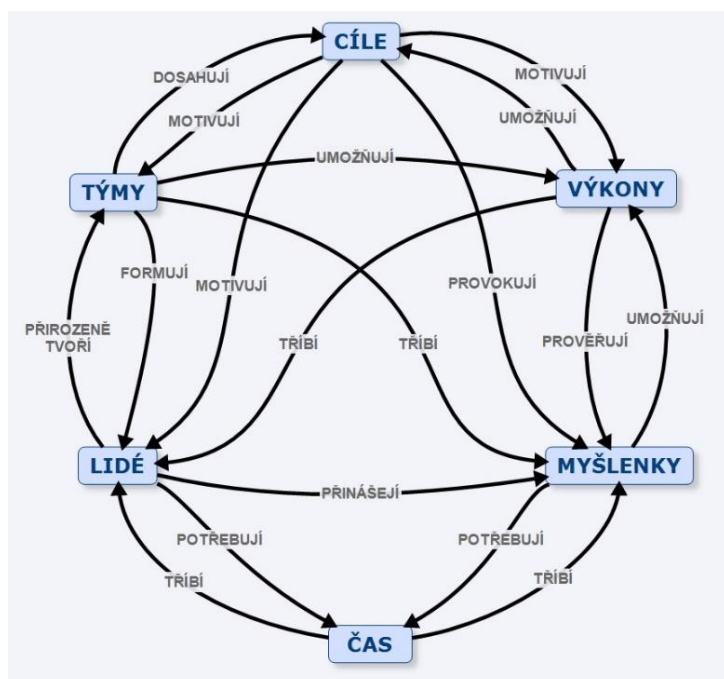 CÍLE
DOSAHUJÍ
MOTIVUJÍ
MOTIVUJÍ
UMOŽŇUJÍ
UMOŽŇUJÍ
TÝMY
VÝKONY
FORMUJÍ
MOTIVUJÍ
PROVOKUJÍ
PŘIROZENĚ
TVOŘÍ
TŘÍBÍ
TŘÍBÍ
PROVĚŘUJÍ
UMOŽŇUJÍ
LIDÉ
MYŠLENKY
PŘINÁŠEJÍ
POTŘEBUJÍ
POTŘEBUJÍ
TŘÍBÍ
TŘÍBÍ
ČAS